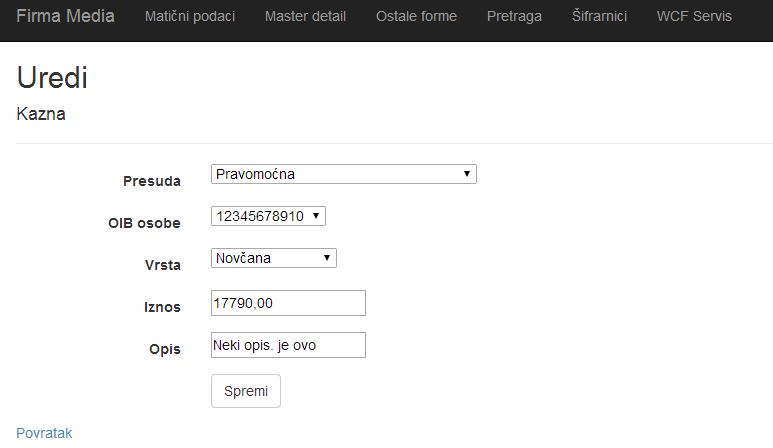 Firma Media Matični podaci Master detail Ostale forme Pretraga Šifrarnici WCF Servis
Uredi
Kazna
Presuda Pravomoćna
OIB osobe 12345678910
Vrsta Novčana
Iznos 17790,00
Opis Neki opis. je ovo
Spremi
Povratak